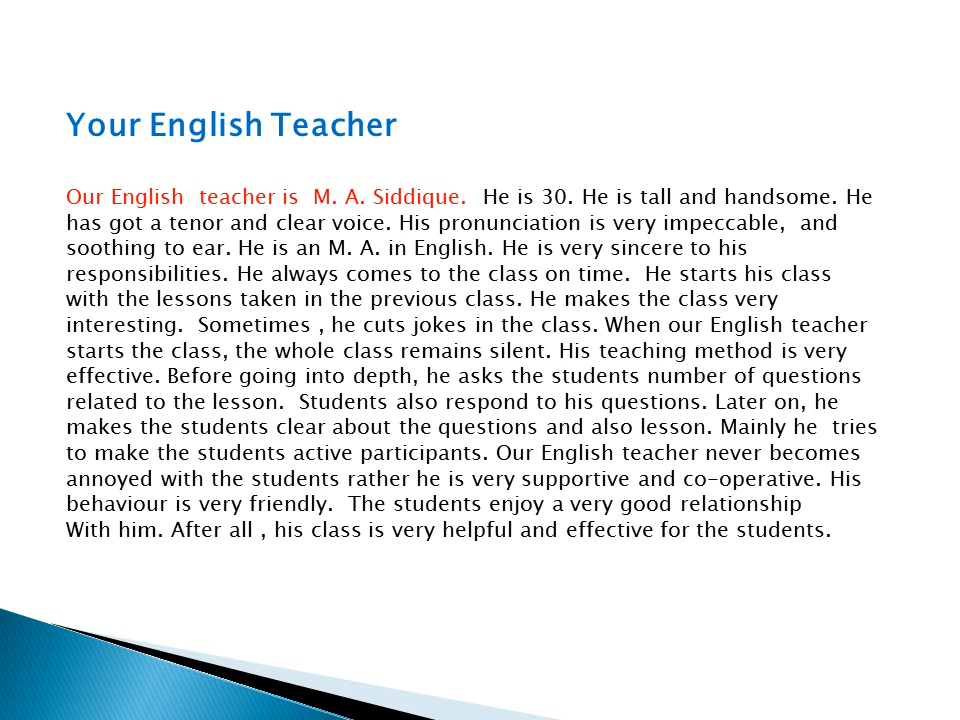 Your English Teacher
Our English  teacher is  M. A. Siddique.  He is 30. He is tall and handsome. He
has got a tenor and clear voice. His pronunciation is very impeccable,  and
soothing to ear. He is an M. A. in English. He is very sincere to his
responsibilities. He always comes to the class on time.  He starts his class
with the lessons taken in the previous class. He makes the class very
interesting.  Sometimes , he cuts jokes in the class. When our English teacher
starts the class, the whole class remains silent. His teaching method is very
effective. Before going into depth, he asks the students number of questions
related to the lesson.  Students also respond to his questions. Later on, he
makes the students clear about the questions and also lesson. Mainly he  tries
to make the students active participants. Our English teacher never becomes
annoyed with the students rather he is very supportive and co-operative. His
behaviour is very friendly.  The students enjoy a very good relationship
With him. After all , his class is very helpful and effective for the students.